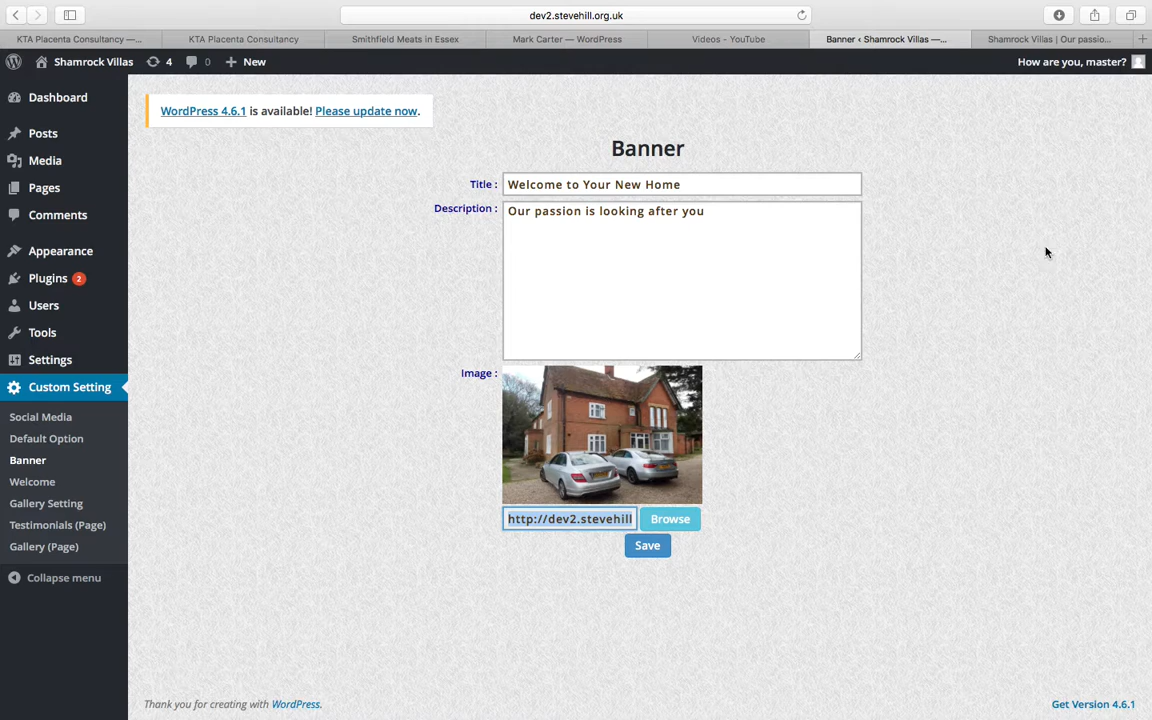 dev2.stevehill.org.uk
KTA Placenta Consultancy —...
KTA Placenta Consultancy
Smithfield Meats in Essex
Mark Carter — WordPress
Videos - YouTube
Banner ‹ Shamrock Villas —...
Shamrock Villas | Our passio...
Shamrock Villas
4
0
New
How are you, master?
Dashboard
WordPress 4.6.1 is available! Please update now.
Posts
Media
Pages
Comments
Appearance
Plugins 2
Users
Tools
Settings
Custom Setting
Social Media
Default Option
Banner
Welcome
Gallery Setting
Testimonials (Page)
Gallery (Page)
Collapse menu
Banner
Title : Welcome to Your New Home
Description : Our passion is looking after you
Image :
http://dev2.stevehill Browse
Save
Thank you for creating with WordPress.
Get Version 4.6.1